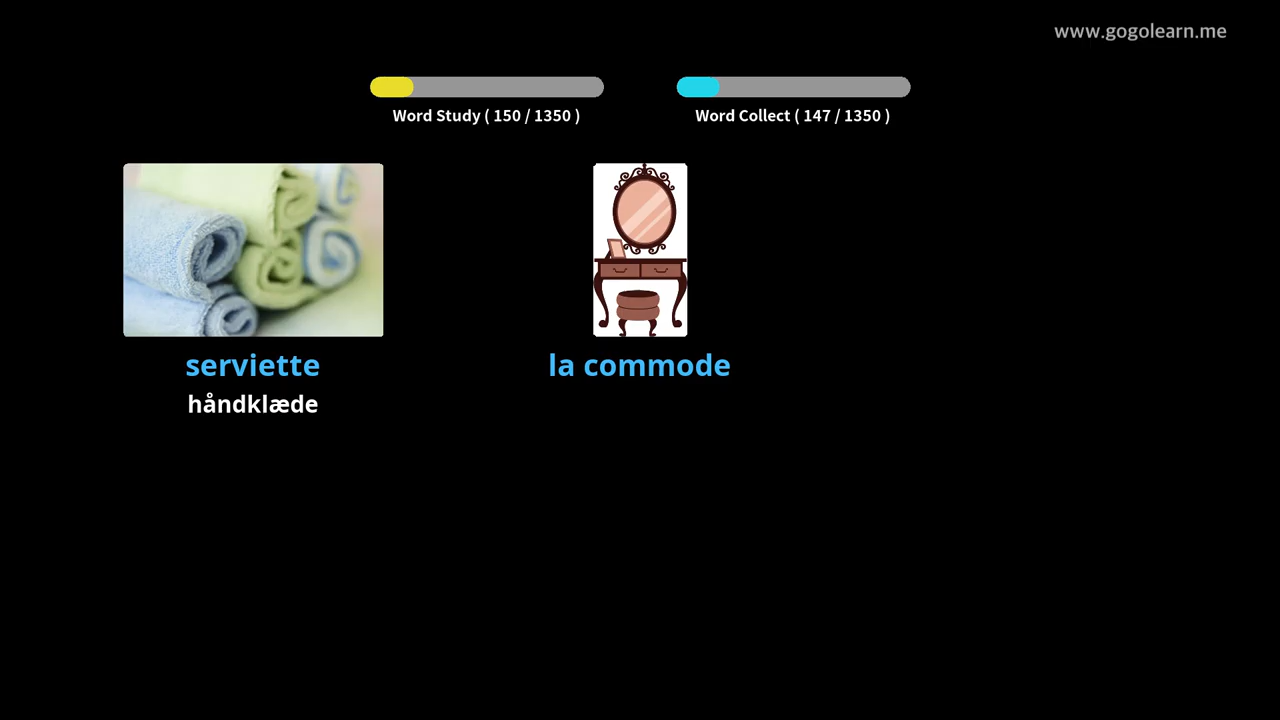 www.gogolearn.me
Word Study ( 150 / 1350 )
Word Collect ( 147 / 1350 )
serviette
håndklæde
la commode